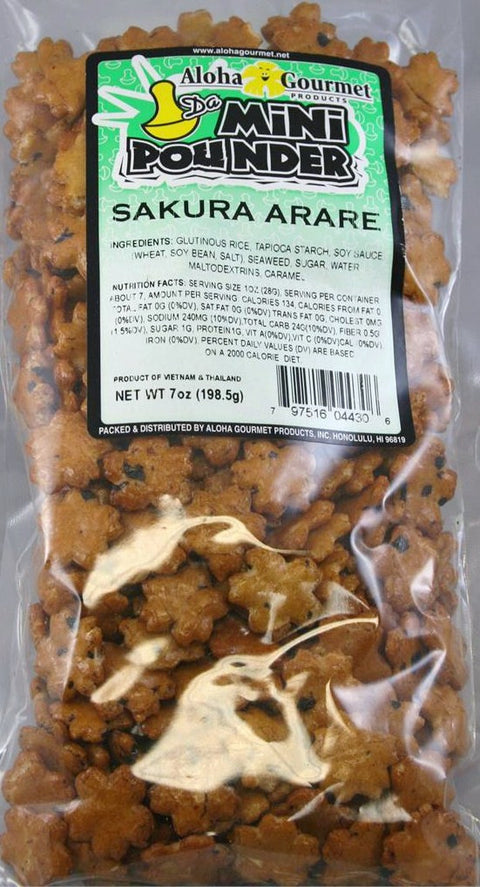 www.alohagourmet.net
Aloha Gourmet
PRODUCTS
Da MiNi
POUNDER
SAKURA ARARE
INGREDIENTS: GLUTINOUS RICE, TAPIOCA STARCH, SOY SAUCE
(WHEAT, SOY BEAN, SALT), SEAWEED, SUGAR, WATER
MALTODEXTRINS, CARAMEL
NUTRITION FACTS: SERVING SIZE 1OZ (28G), SERVING PER CONTAINER
ABOUT 7, AMOUNT PER SERVING: CALORIES 134, CALORIES FROM FAT 0
TOTAL FAT 0G (0%DV), SAT FAT 0G (0%DV) TRANS 0G, CHOLEST 0MG
(0%DV), SODIUM 240MG (10%DV),TOTAL CARB 24G(10%DV), FIBER 0.5G
(1.5%DV), SUGAR 1G, PROTEIN1G, VIT A(0%DV),VIT C (0%DV)CAL (0%DV)
IRON (0%DV). PERCENT DAILY VALUES (DV) ARE BASED
ON A 2000 CALORIE DIET.
PRODUCT OF VIETNAM & THAILAND
NET WT 7oz (198.5g)
7 97516 04430 6
PACKED & DISTRIBUTED BY ALOHA GOURMET PRODUCTS, INC. HONOLULU, HI 96819